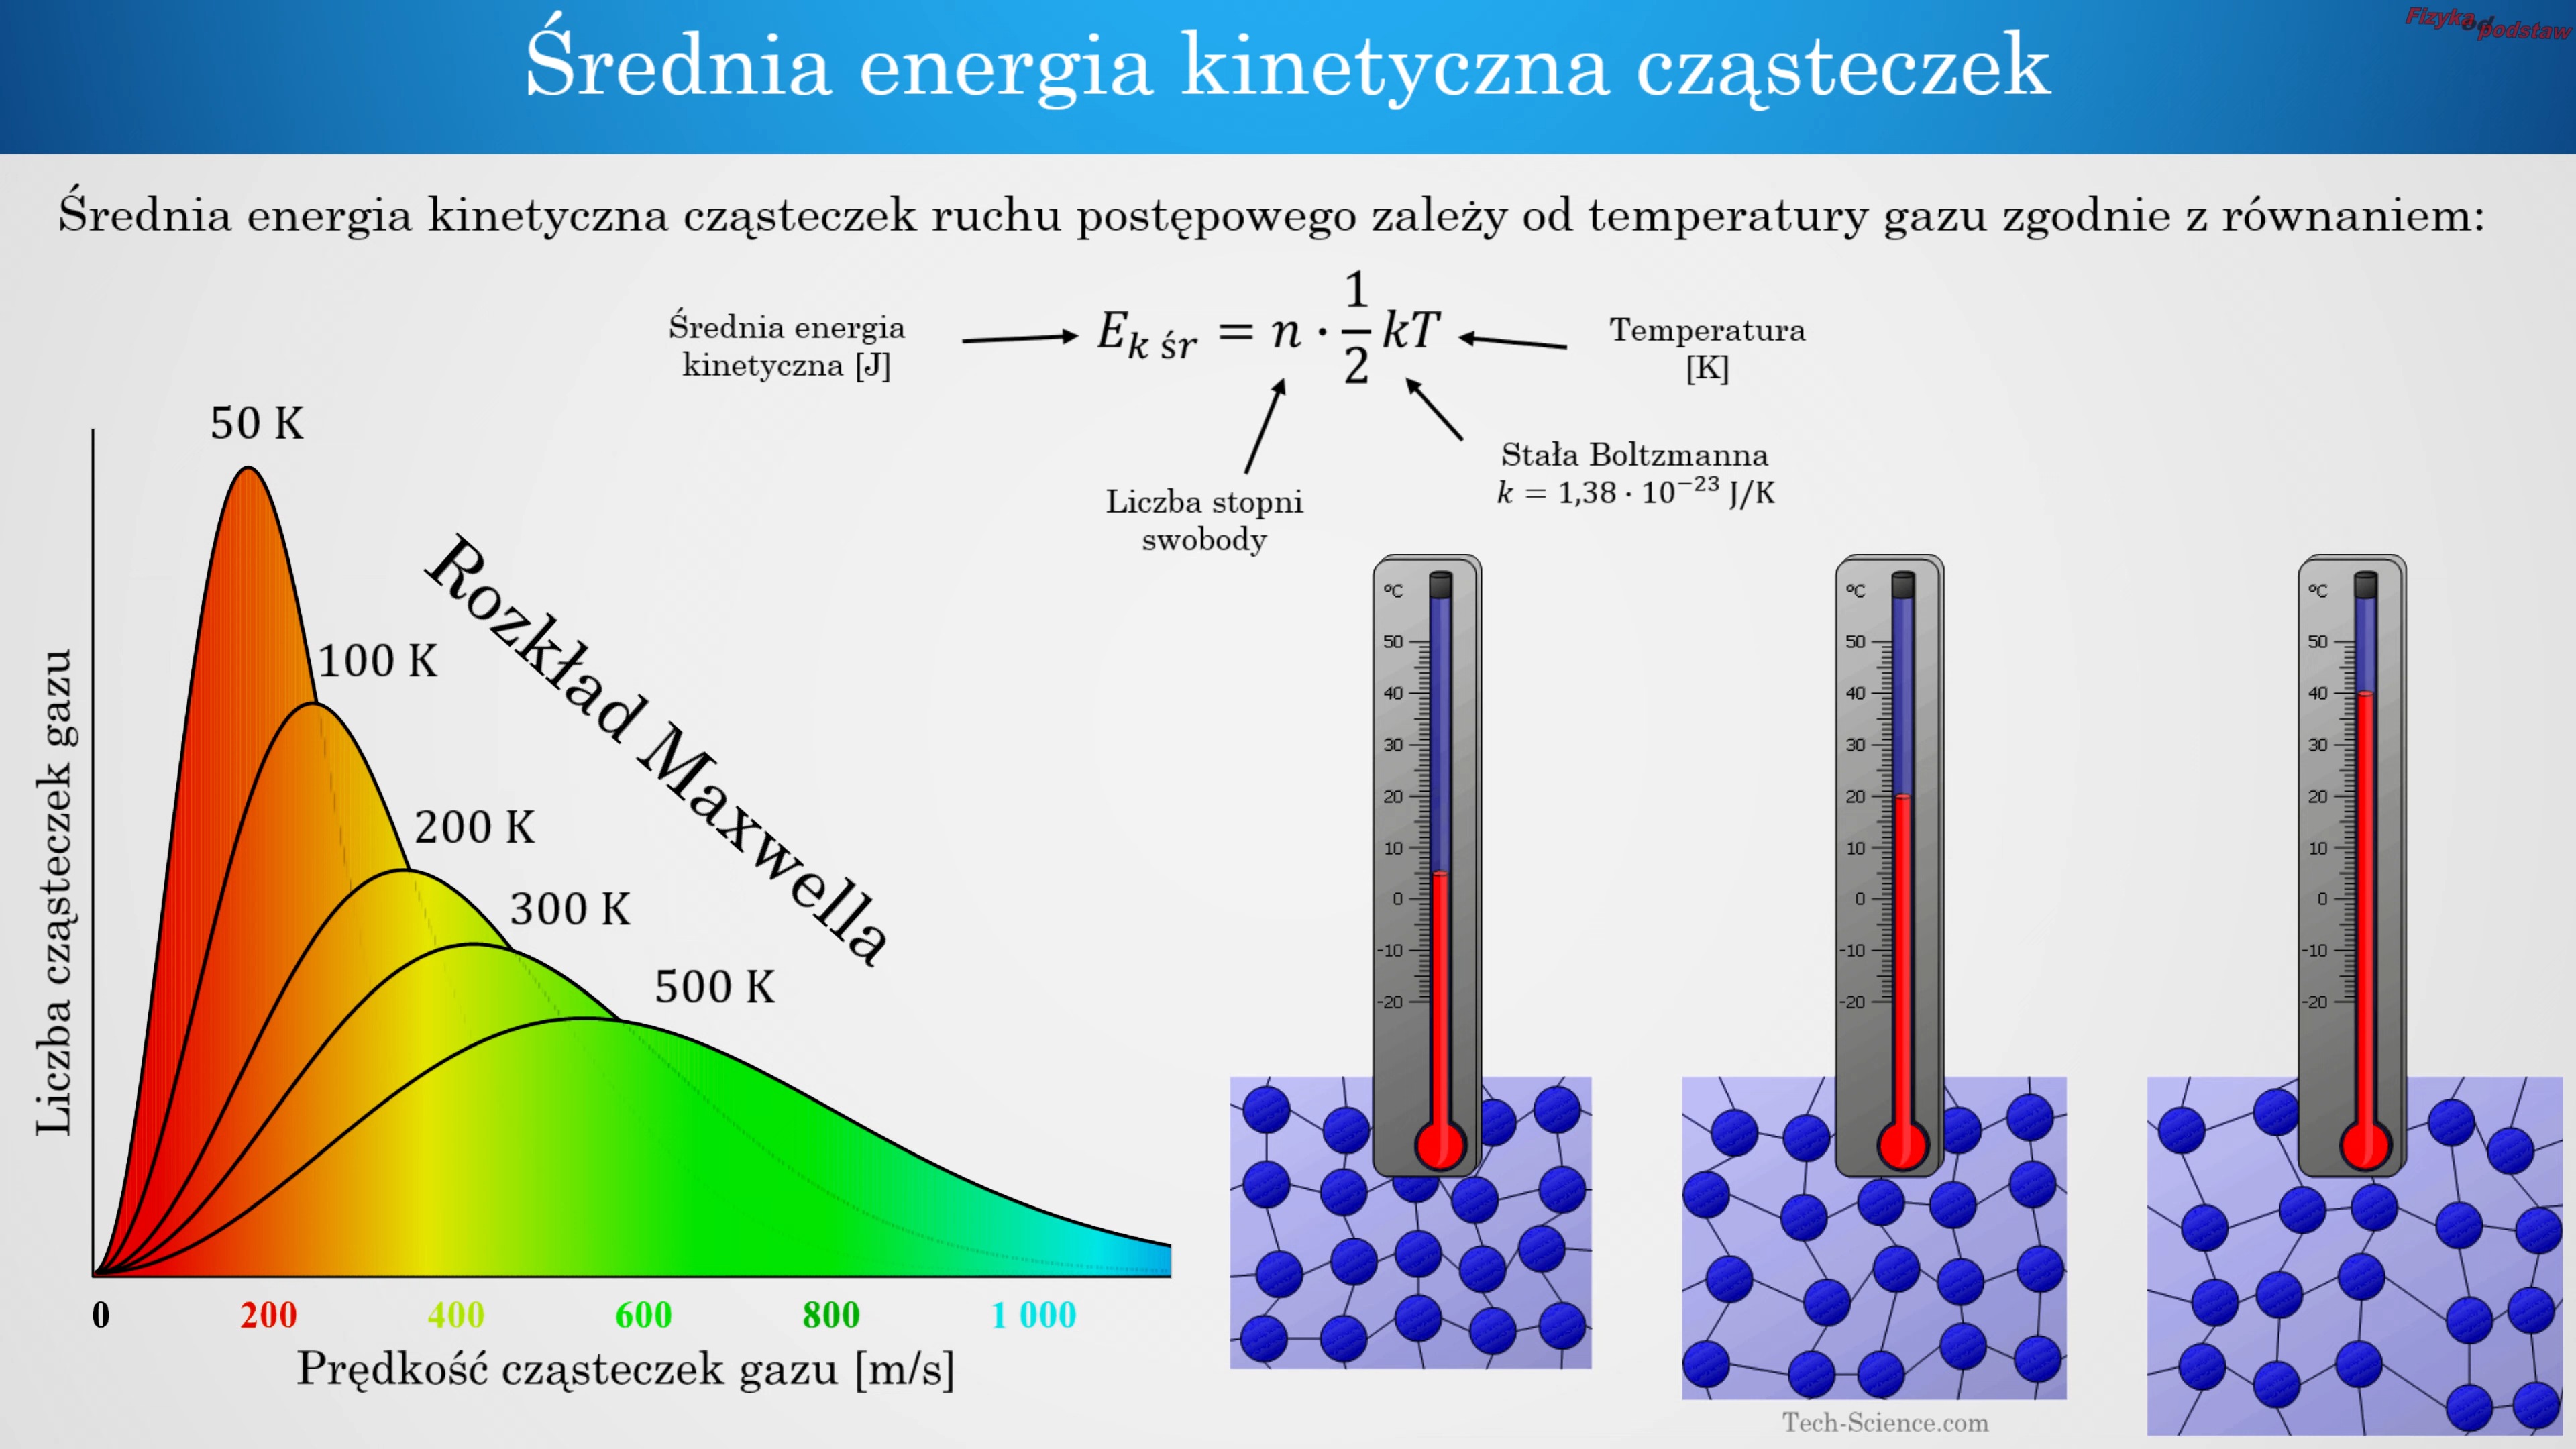 Fizyka od podstaw
Średnia energia kinetyczna cząsteczek
Średnia energia kinetyczna cząsteczek ruchu postępowego zależy od temperatury gazu zgodnie z równaniem:
Średnia energia
kinetyczna [J]
E_{k śr} = n · \frac{1}{2} kT
Temperatura
[K]
Liczba stopni
swobody
Stała Boltzmanna
k = 1,38 · 10⁻²³ J/K
50 K
100 K
200 K
300 K
500 K
Rozkład Maxwella
Liczba cząsteczek gazu
0 200 400 600 800 1 000
Prędkość cząsteczek gazu [m/s]
°C
50
40
30
20
10
0
-10
-20
°C
50
40
30
20
10
0
-10
-20
°C
50
40
30
20
10
0
-10
-20
Tech-Science.com